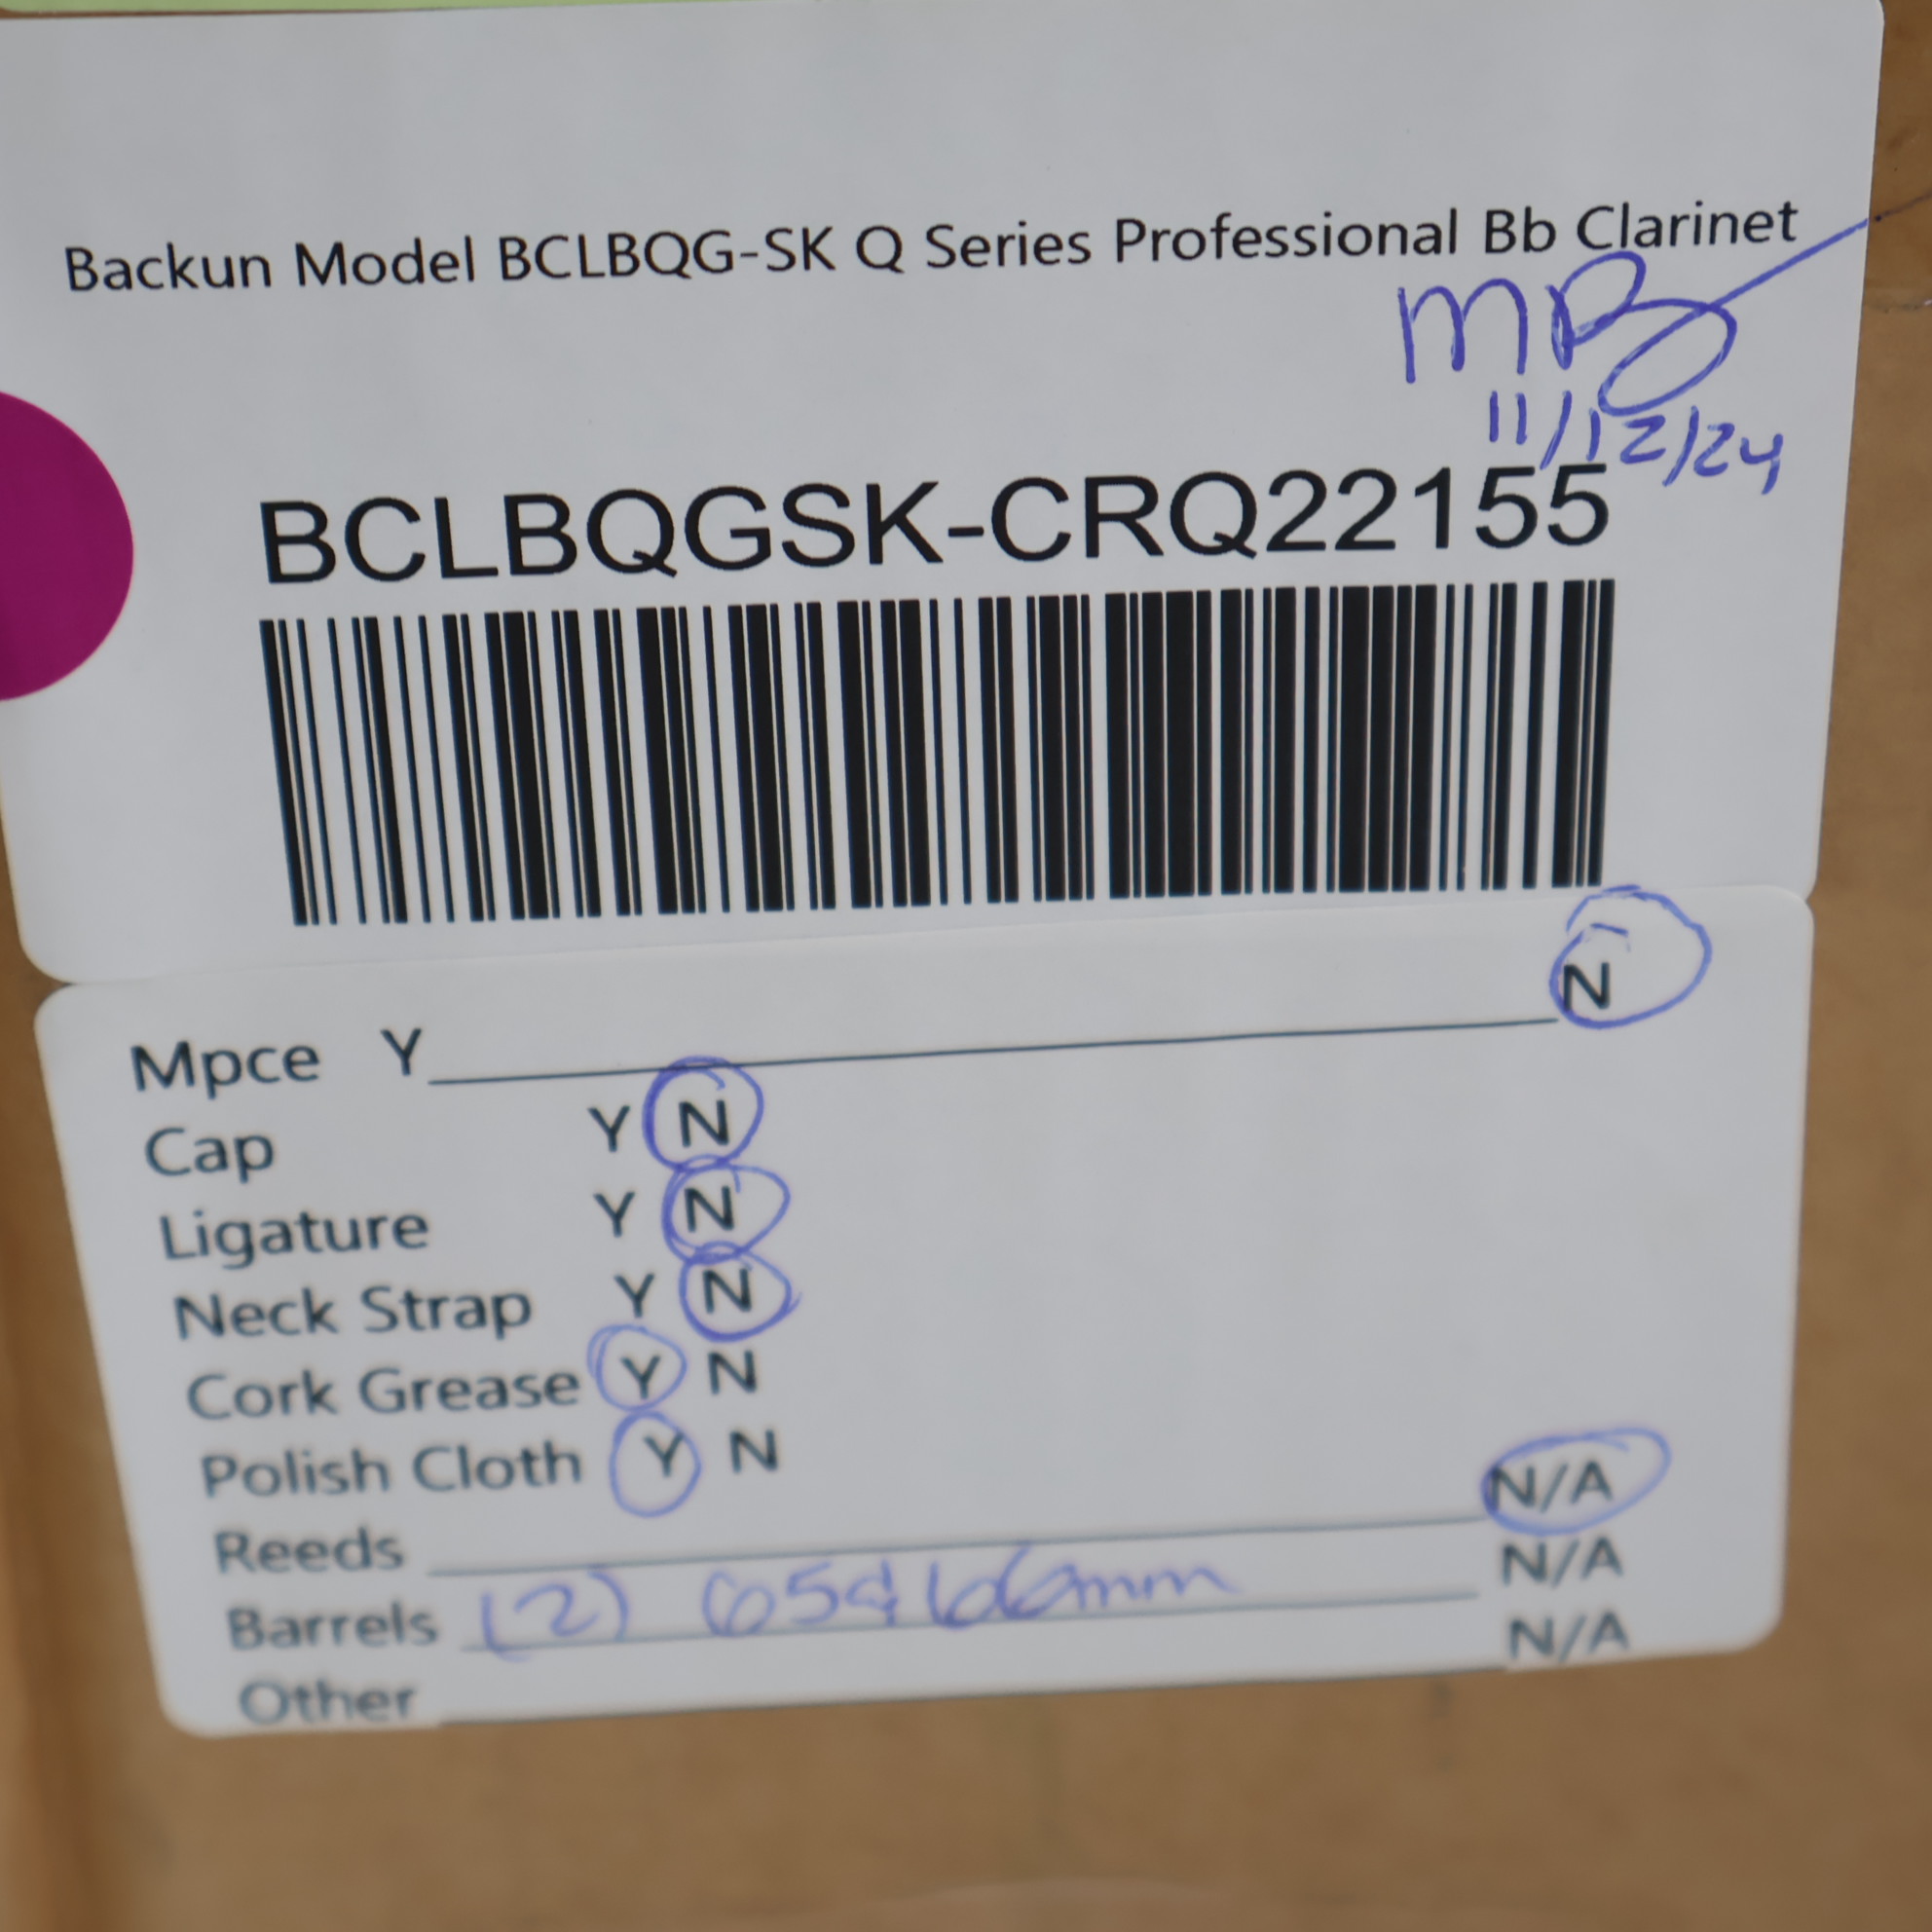 Backun Model BCLBQG-SK Q Series Professional Bb Clarinet
MB
11/12/24
BCLBQGSK-CRQ22155
Mpce Y N
Cap Y N
Ligature Y N
Neck Strap Y N
Cork Grease Y N
Polish Cloth Y N
Reeds N/A
Barrels (2) 65 & 66mm N/A
Other N/A